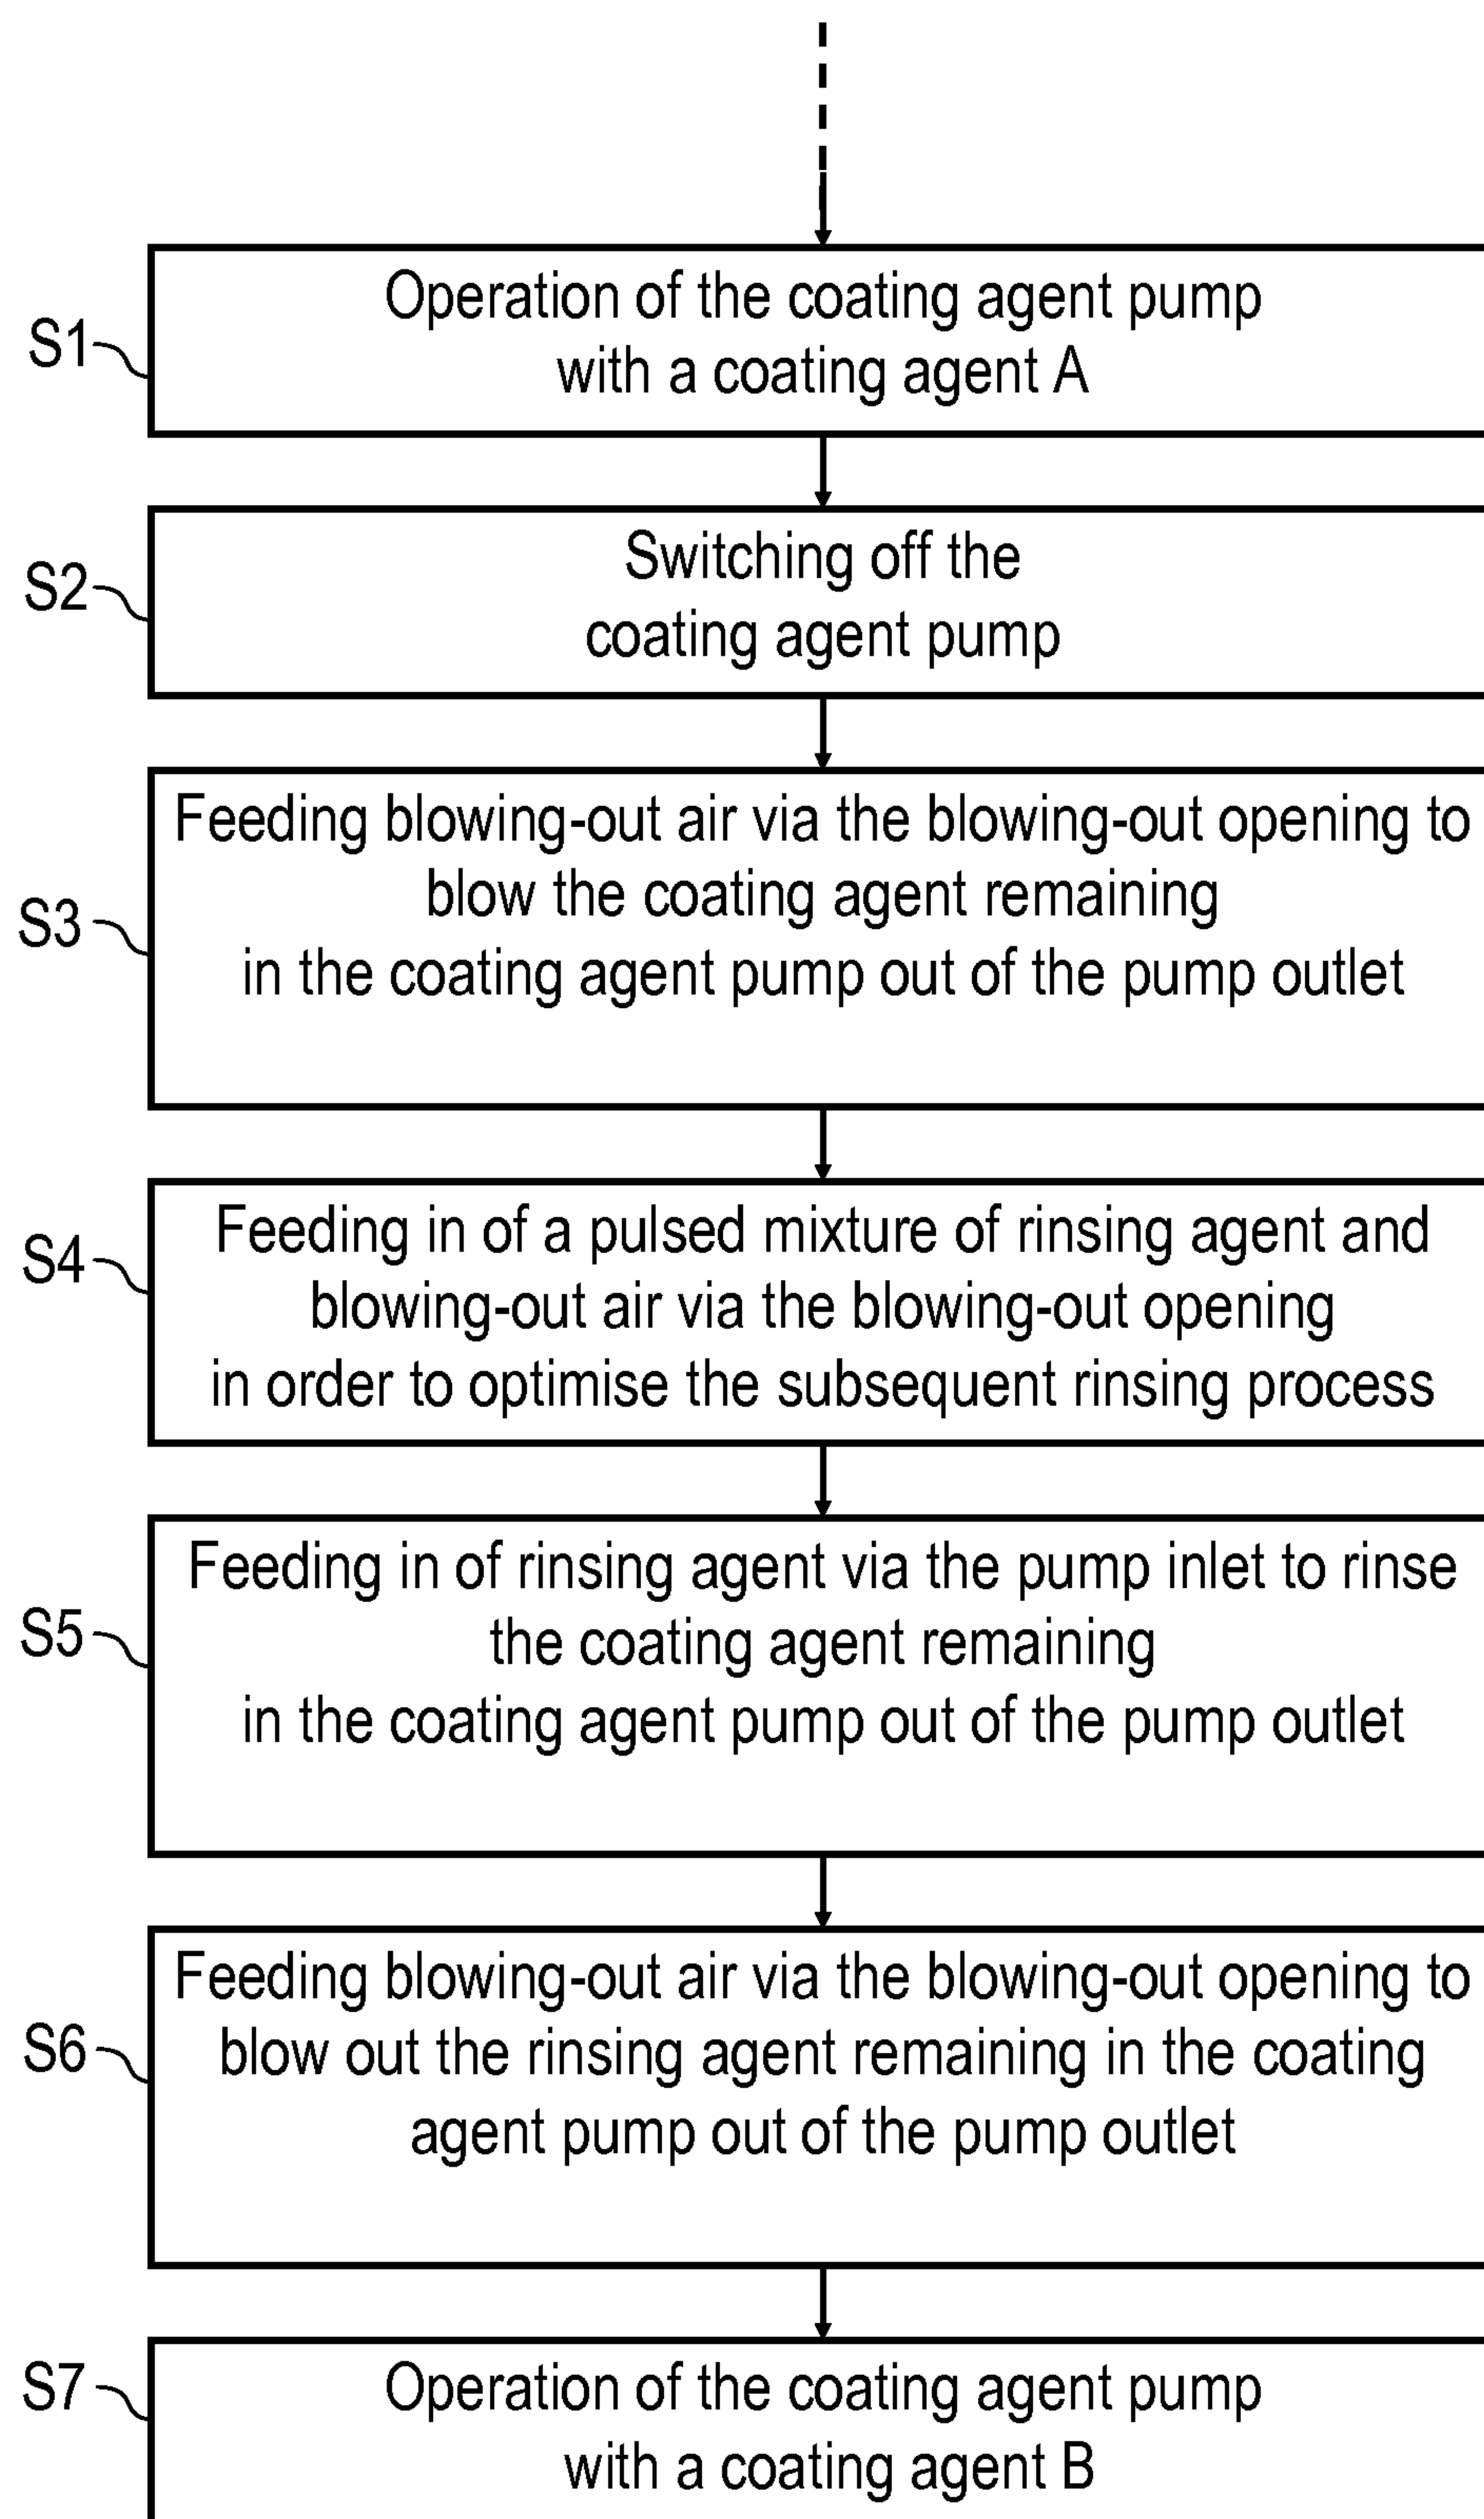 S1
Operation of the coating agent pump
with a coating agent A
S2
Switching off the
coating agent pump
S3
Feeding blowing-out air via the blowing-out opening to
blow the coating agent remaining
in the coating agent pump out of the pump outlet
S4
Feeding in of a pulsed mixture of rinsing agent and
blowing-out air via the blowing-out opening
in order to optimise the subsequent rinsing process
S5
Feeding in of rinsing agent via the pump inlet to rinse
the coating agent remaining
in the coating agent pump out of the pump outlet
S6
Feeding blowing-out air via the blowing-out opening to
blow out the rinsing agent remaining in the coating
agent pump out of the pump outlet
S7
Operation of the coating agent pump
with a coating agent B